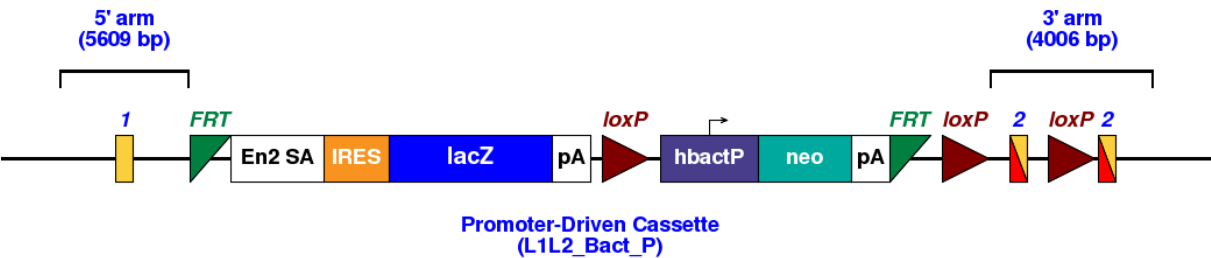 5' arm
(5609 bp)
3' arm
(4006 bp)
1 FRT loxP FRT loxP 2 loxP 2
En2 SA IRES lacZ pA hbactP neo pA
Promoter-Driven Cassette
(L1L2_Bact_P)